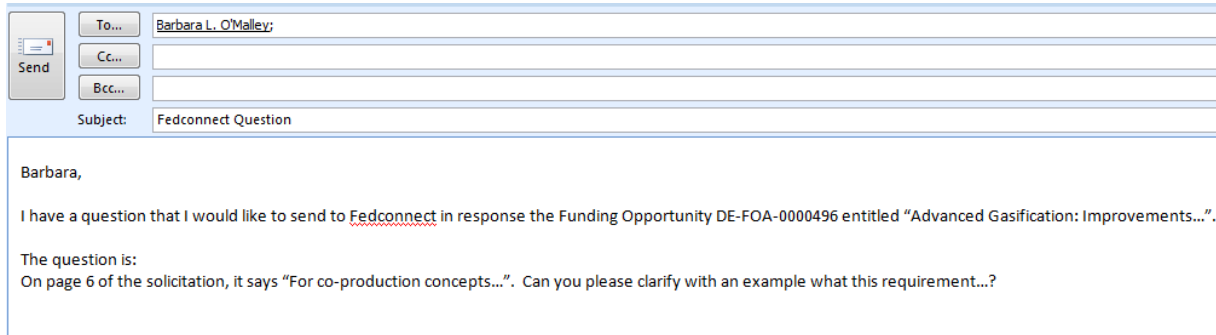 To... Barbara L. O'Malley;
Send
Cc...
Bcc...
Subject: Fedconnect Question
Barbara,
I have a question that I would like to send to Fedconnect in response the Funding Opportunity DE-FOA-0000496 entitled “Advanced Gasification: Improvements...”.
The question is:
On page 6 of the solicitation, it says “For co-production concepts...”.  Can you please clarify with an example what this requirement...?